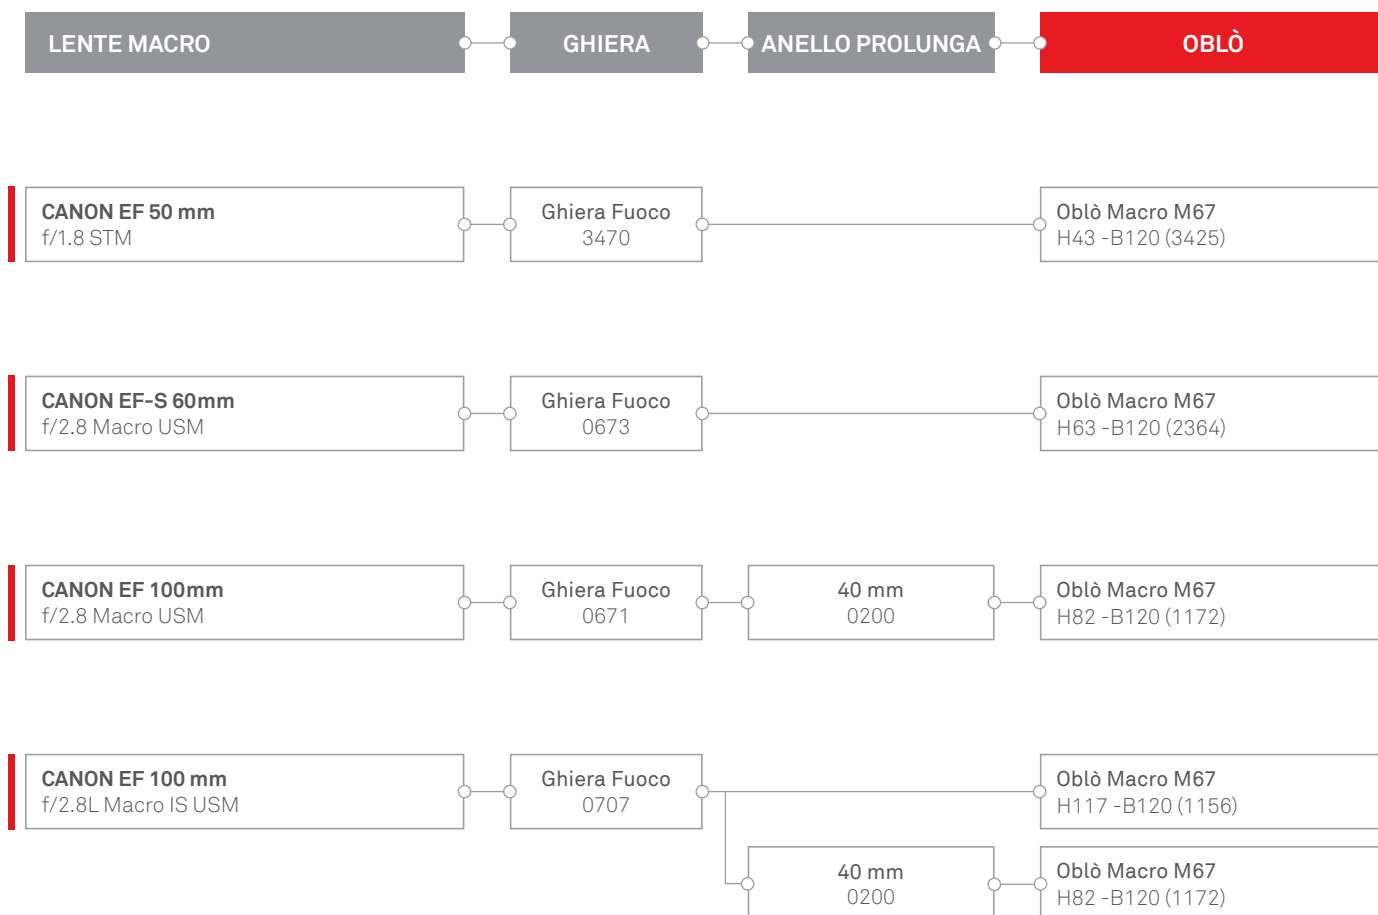 LENTE MACRO
GHIERA
ANELLO PROLUNGA
OBLÒ
CANON EF 50 mm
f/1.8 STM
Ghiera Fuoco
3470
Oblò Macro M67
H43 -B120 (3425)
CANON EF-S 60mm
f/2.8 Macro USM
Ghiera Fuoco
0673
Oblò Macro M67
H63 -B120 (2364)
CANON EF 100mm
f/2.8 Macro USM
Ghiera Fuoco
0671
40 mm
0200
Oblò Macro M67
H82 -B120 (1172)
CANON EF 100 mm
f/2.8L Macro IS USM
Ghiera Fuoco
0707
Oblò Macro M67
H117 -B120 (1156)
40 mm
0200
Oblò Macro M67
H82 -B120 (1172)